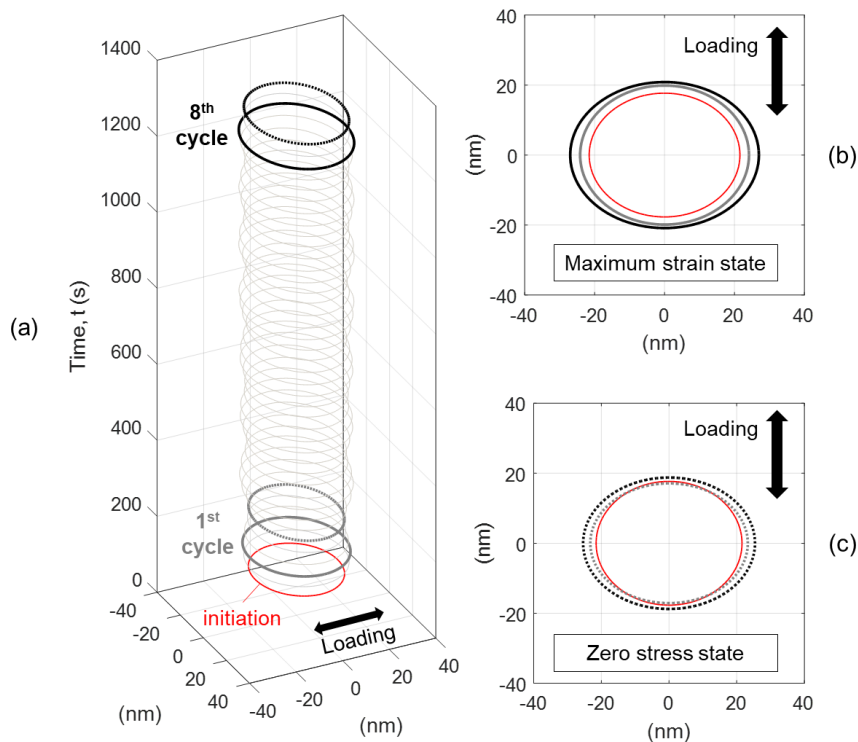 (a)
Time, t (s)
1400
1200
1000
800
600
400
200
0
8th
cycle
1st
cycle
initiation
Loading
-40
-20
0
20
40
(nm)
-40
-20
0
20
40
(nm)
(b)
Loading
40
20
0
-20
-40
(nm)
Maximum strain state
-40
-20
0
20
40
(nm)
(c)
Loading
40
20
0
-20
-40
(nm)
Zero stress state
-40
-20
0
20
40
(nm)